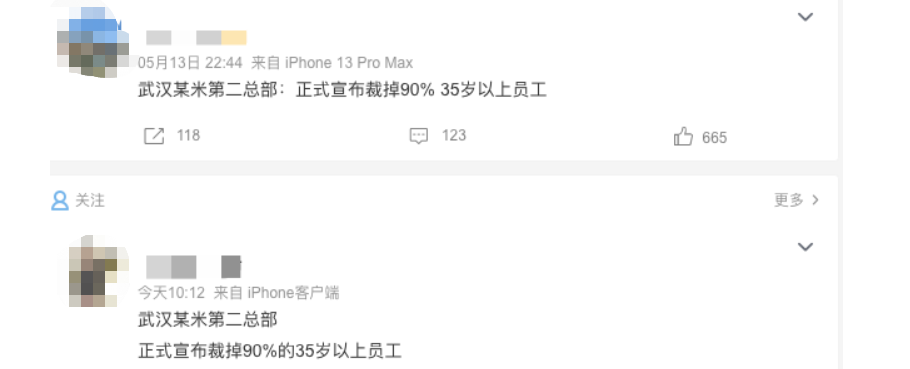 05月13日 22:44 来自 iPhone 13 Pro Max
武汉某米第二总部：正式宣布裁掉90% 35岁以上员工
118 123 665
关注 更多
今天10:12 来自 iPhone客户端
武汉某米第二总部
正式宣布裁掉90%的35岁以上员工